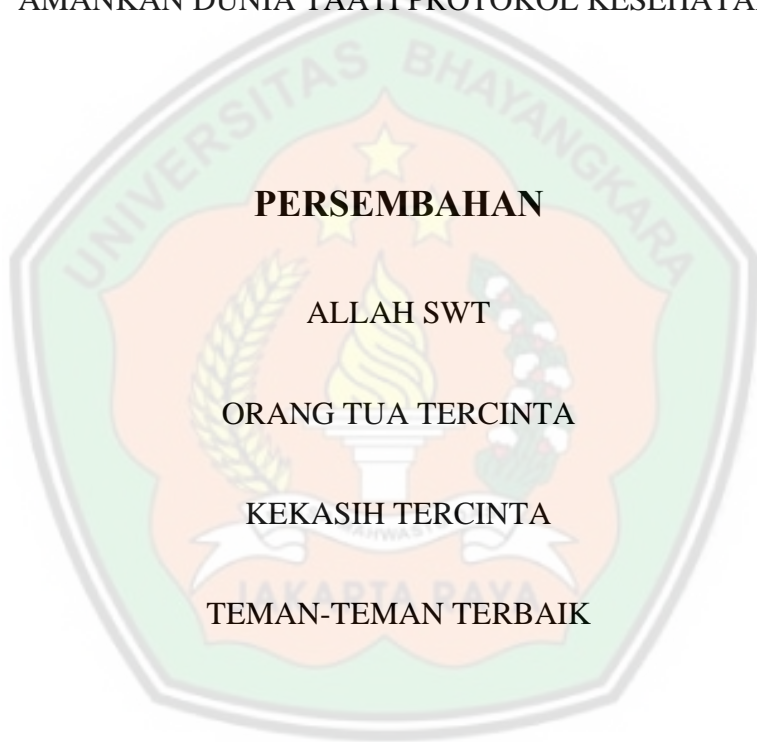 AMANKAN DUNIA TAATI PROTOKOL KESEHATAN
UNIVERSITAS BHAYANGKARA
PERSEMBAHAN
ALLAH SWT
ORANG TUA TERCINTA
KEKASIH TERCINTA
JAKARTA RAYA
TEMAN-TEMAN TERBAIK